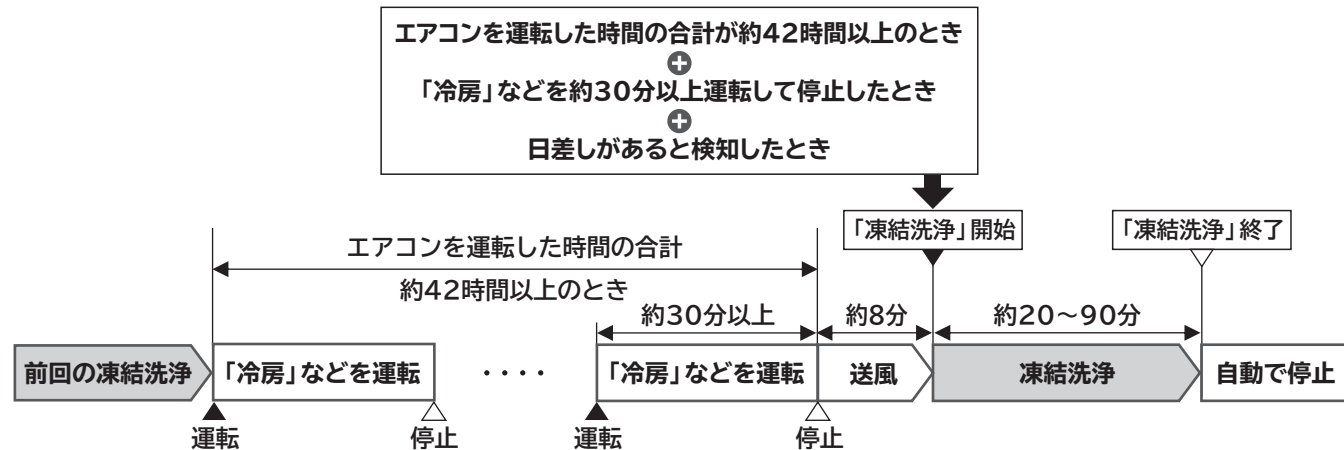 エアコンを運転した時間の合計が約42時間以上のとき
+
「冷房」などを約30分以上運転して停止したとき
+
日差しがあると検知したとき
「凍結洗浄」開始
「凍結洗浄」終了
エアコンを運転した時間の合計
約42時間以上のとき
約30分以上
約8分
約20～90分
前回の凍結洗浄
「冷房」などを運転
・・・・
「冷房」などを運転
送風
凍結洗浄
自動で停止
運転
停止
運転
停止